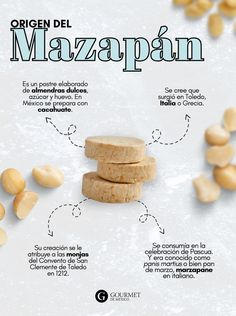 ORIGEN DEL
Mazapán
Es un postre elaborado
de almendras dulces,
azúcar y huevo. En
México se prepara con
cacahuate.
Se cree que
surgió en Toledo,
Italia o Grecia.
Su creación se le
atribuye a las monjas
del Convento de San
Clemente de Toledo
en 1212.
Se consumía en la
celebración de Pascua.
Y era conocido como
panis martius o bien pan
de marzo, marzapane
en italiano.
G
GOURMET
DE MÉXICO